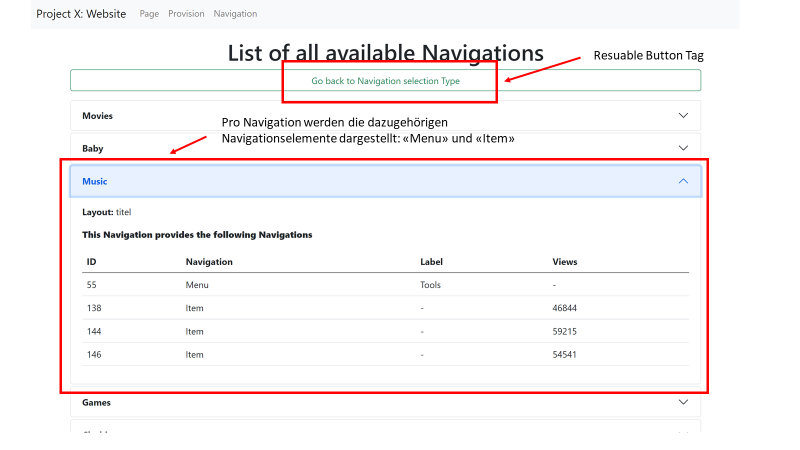 Project X: Website Page Provision Navigation
List of all available Navigations
Resuable Button Tag
Go back to Navigation selection Type
Movies
Pro Navigation werden die dazugehörigen
Navigationselemente dargestellt: «Menu» und «Item»
Baby
Music
Layout: titel
This Navigation provides the following Navigations
ID Navigation Label Views
55 Menu Tools -
138 Item - 46844
144 Item - 59215
146 Item - 54541
Games